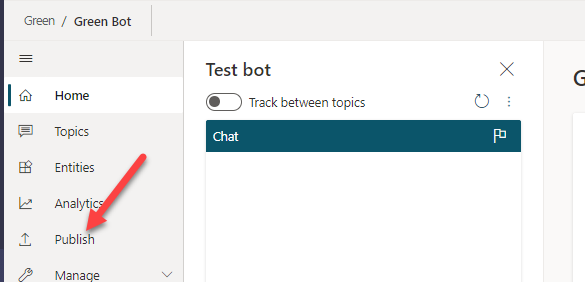 Green / Green Bot
Test bot
Track between topics
Chat
Home
Topics
Entities
Analytics
Publish
Manage
G